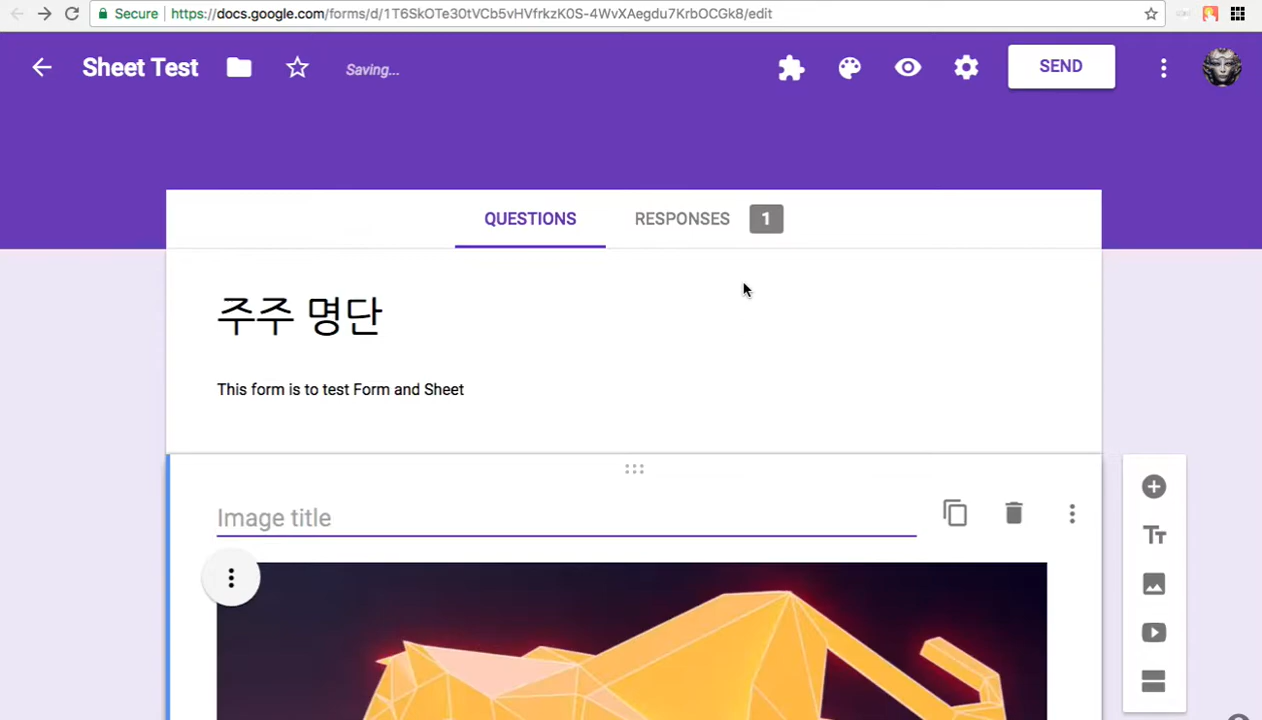 Secure https://docs.google.com/forms/d/1T6SkOTe30tVCb5vHVfrkzK0S-4WvXAegdu7KrbOCGk8/edit
Sheet Test Saving... SEND
QUESTIONS RESPONSES 1
주주 명단
This form is to test Form and Sheet
Image title
Tт